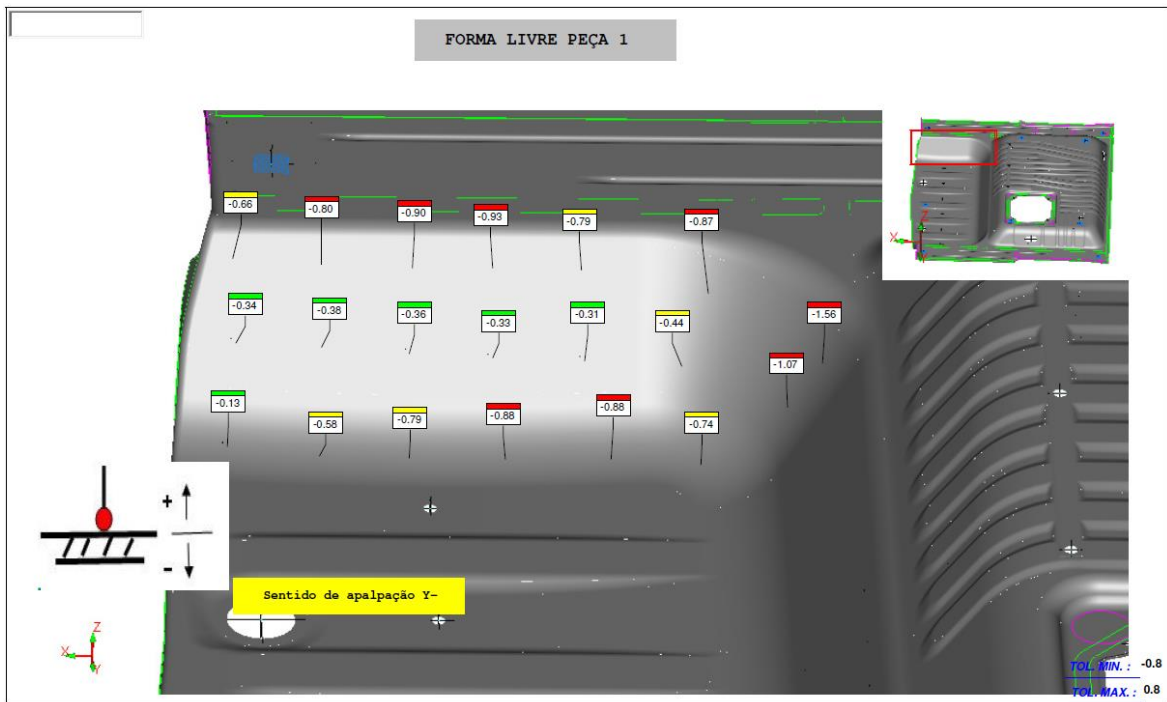 FORMA LIVRE PEÇA 1
-0.66
-0.80
-0.90
-0.93
-0.79
-0.87
-0.34
-0.38
-0.36
-0.33
-0.31
-0.44
-1.56
-1.07
-0.13
-0.58
-0.79
-0.88
-0.88
-0.74
X
Z
Y
+
-
Sentido de apalpação Y-
X
Z
Y
TOL. MIN. : -0.8
TOL. MAX. : 0.8